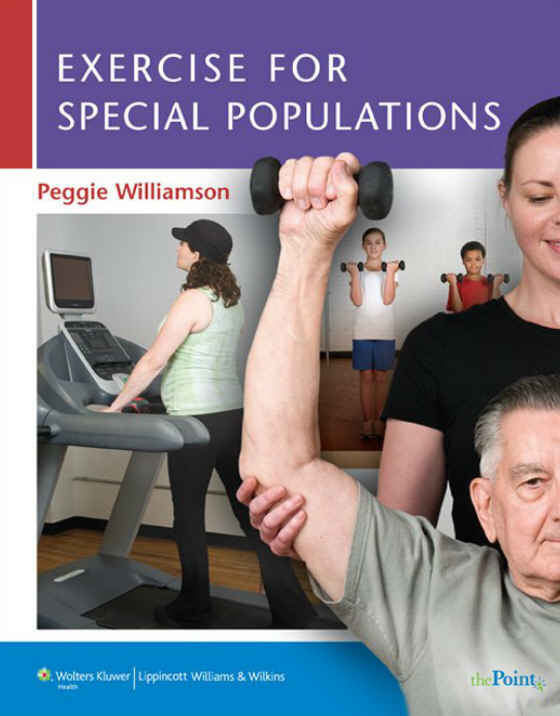 EXERCISE FOR
SPECIAL POPULATIONS
Peggie Williamson
Wolters Kluwer | Lippincott Williams & Wilkins
Health
thePoint